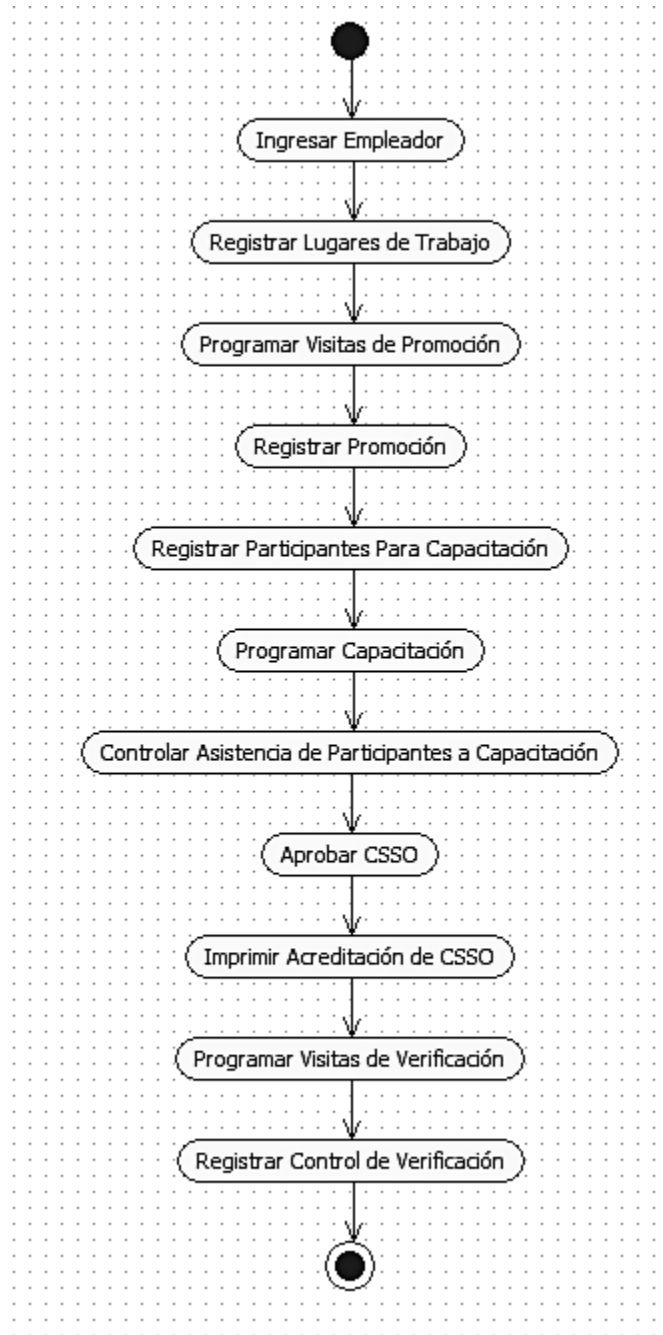 Ingresar Empleador
Registrar Lugares de Trabajo
Programar Visitas de Promoción
Registrar Promoción
Registrar Participantes Para Capacitación
Programar Capacitación
Controlar Asistencia de Participantes a Capacitación
Aprobar CSSO
Imprimir Acreditación de CSSO
Programar Visitas de Verificación
Registrar Control de Verificación